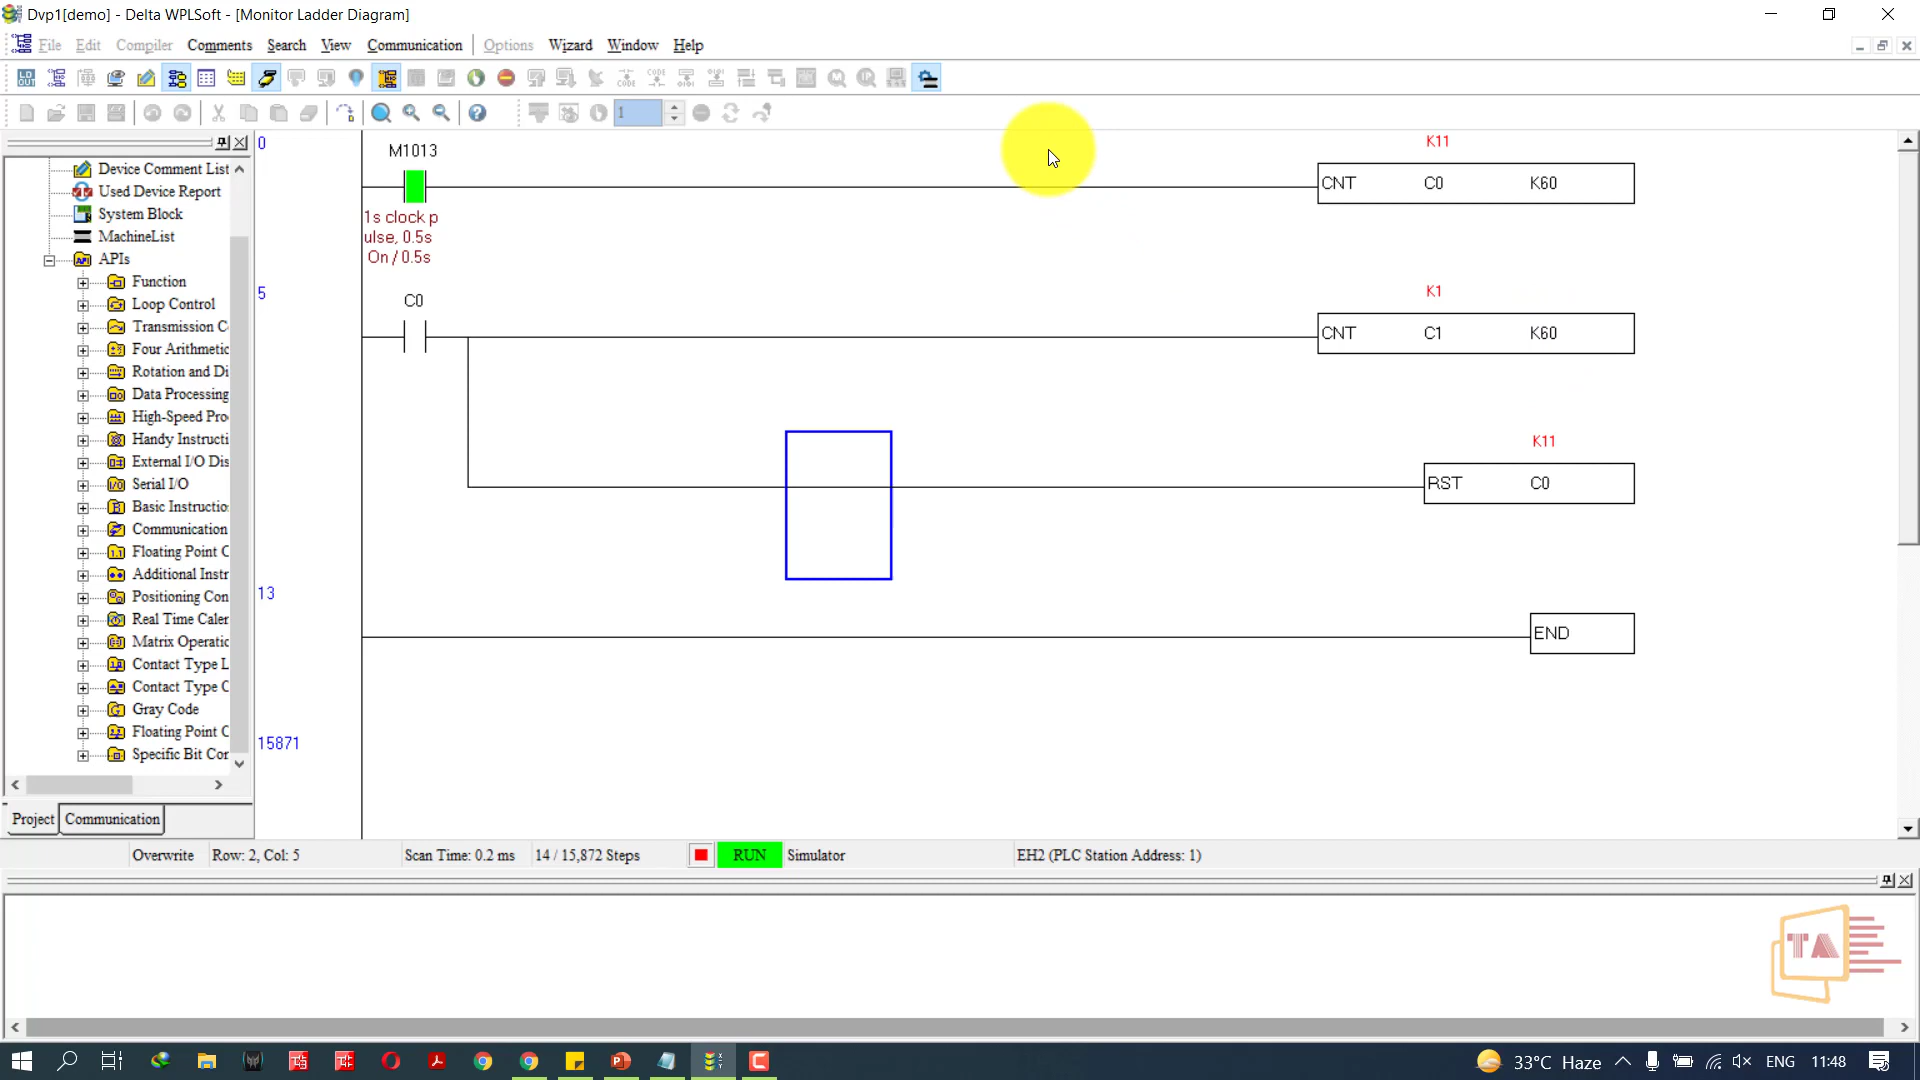 Dvp1[demo] - Delta WPLSoft - [Monitor Ladder Diagram]
File Edit Compiler Comments Search View Communication Options Wizard Window Help
1
Device Comment List
Used Device Report
System Block
MachineList
APIs
Function
Loop Control
Transmission C
Four Arithmetic
Rotation and Di
Data Processing
High-Speed Pro
Handy Instructi
External I/O Dis
Serial I/O
Basic Instructio
Communication
Floating Point C
Additional Instr
Positioning Con
Real Time Caler
Matrix Operatic
Contact Type L
Contact Type C
Gray Code
Floating Point C
Specific Bit Cor
Project Communication
0
M1013
K11
CNT C0 K60
1s clock p
ulse, 0.5s
On / 0.5s
5
C0
K1
CNT C1 K60
K11
RST C0
13
END
15871
Overwrite Row: 2, Col: 5 Scan Time: 0.2 ms 14 / 15,872 Steps RUN Simulator EH2 (PLC Station Address: 1)
TA
33°C Haze ENG 11:48